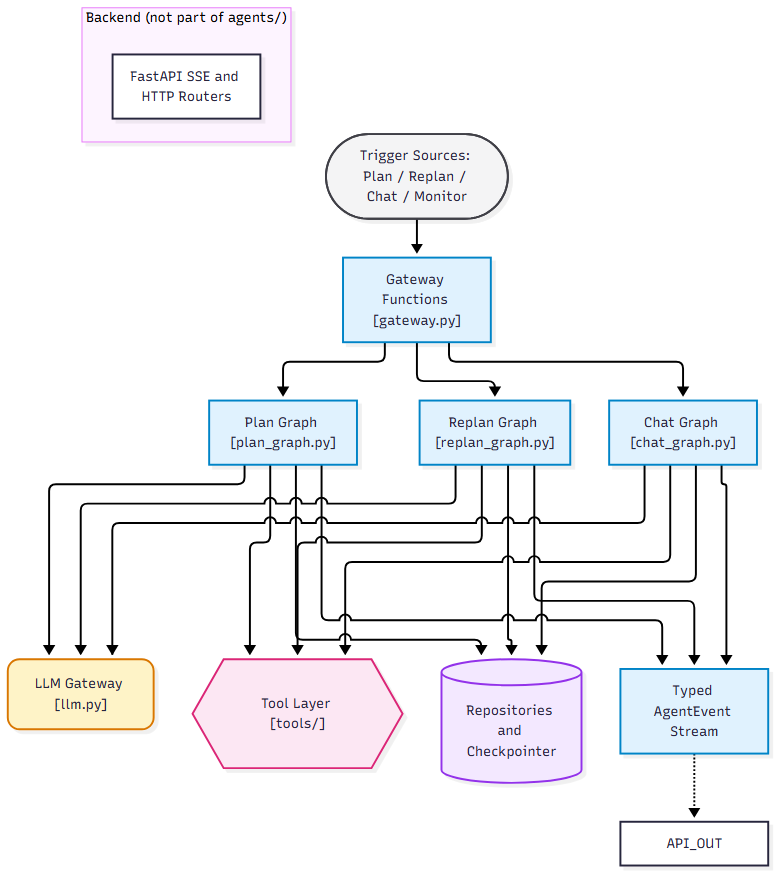 Backend (not part of agents/)
FastAPI SSE and
HTTP Routers
Trigger Sources:
Plan / Replan /
Chat / Monitor
Gateway
Functions
[gateway.py]
Plan Graph
[plan_graph.py]
Replan Graph
[replan_graph.py]
Chat Graph
[chat_graph.py]
LLM Gateway
[llm.py]
Tool Layer
[tools/]
Repositories
and
Checkpointer
Typed
AgentEvent
Stream
API_OUT